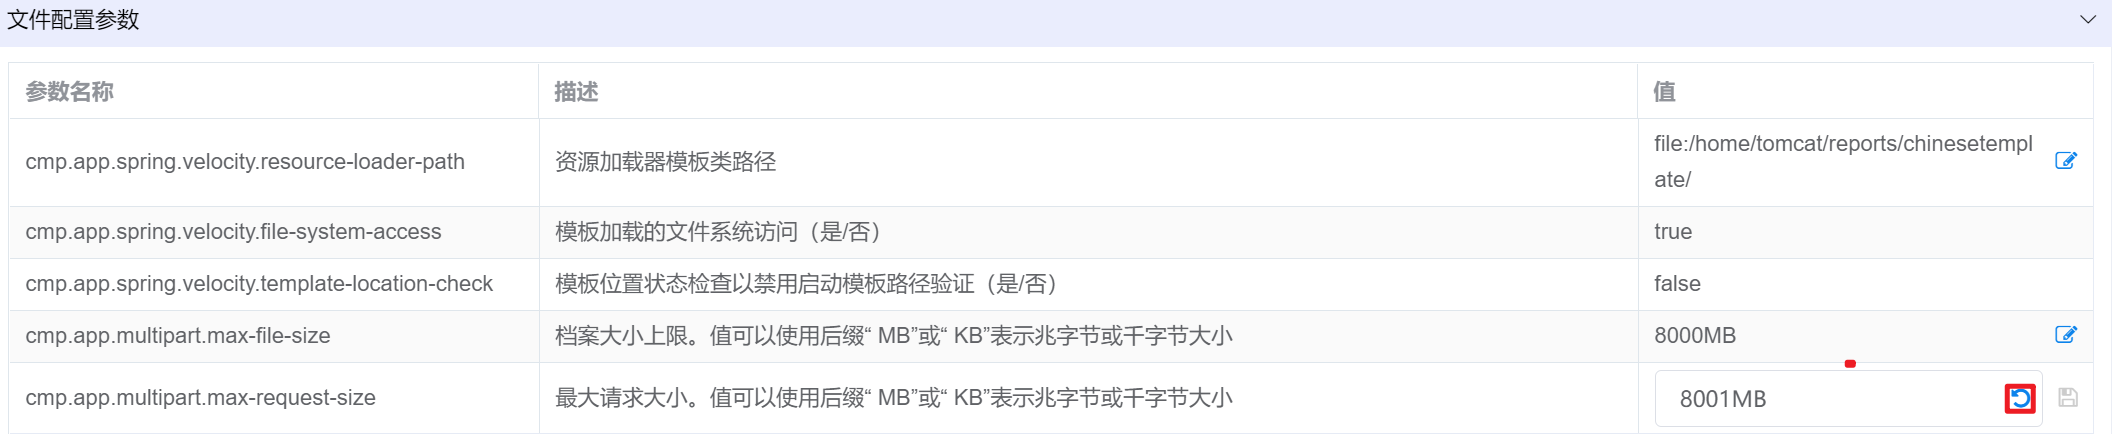 文件配置参数
参数名称 描述 值
cmp.app.spring.velocity.resource-loader-path 资源加载器模板类路径 file:/home/tomcat/reports/chinesetempl
ate/
cmp.app.spring.velocity.file-system-access 模板加载的文件系统访问（是/否） true
cmp.app.spring.velocity.template-location-check 模板位置状态检查以禁用启动模板路径验证（是/否） false
cmp.app.multipart.max-file-size 档案大小上限。值可以使用后缀“ MB”或“ KB”表示兆字节或千字节大小 8000MB
cmp.app.multipart.max-request-size 最大请求大小。值可以使用后缀“ MB”或“ KB”表示兆字节或千字节大小 8001MB